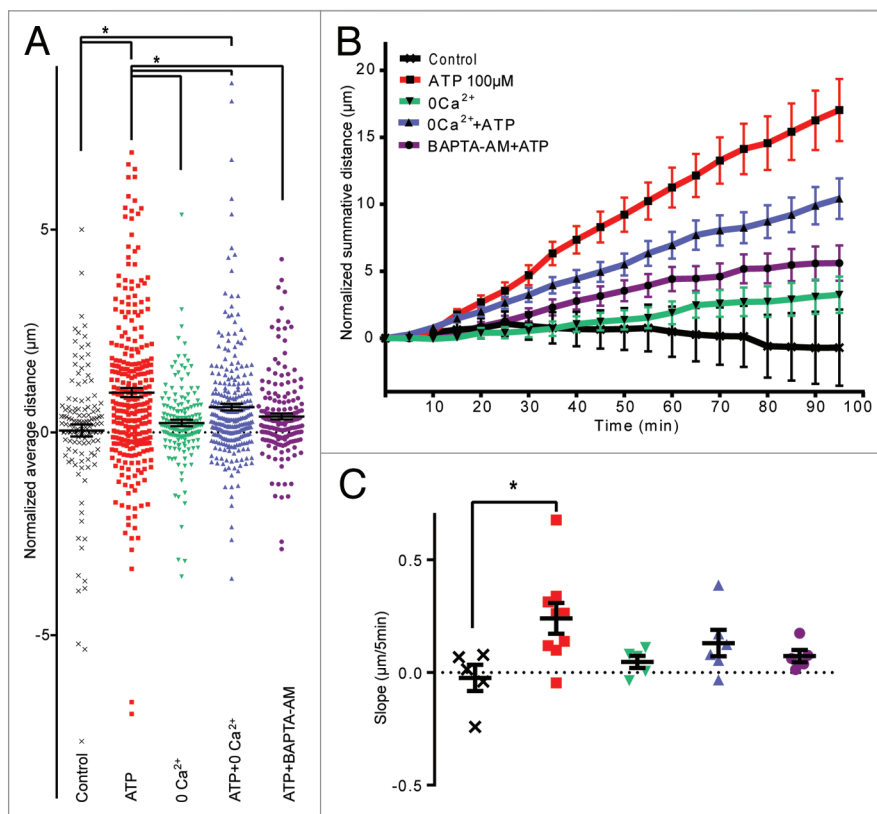 A
*
*
Normalized average distance (µm)
5
0
-5
Control
ATP
0 Ca²⁺
ATP+0 Ca²⁺
ATP+BAPTA-AM
B
Control
ATP 100µM
0Ca²⁺
0Ca²⁺+ATP
BAPTA-AM+ATP
Normalized summative distance (µm)
20
15
10
5
0
10 20 30 40 50 60 70 80 90 100
Time (min)
C
*
Slope (µm/5min)
0.5
0.0
-0.5